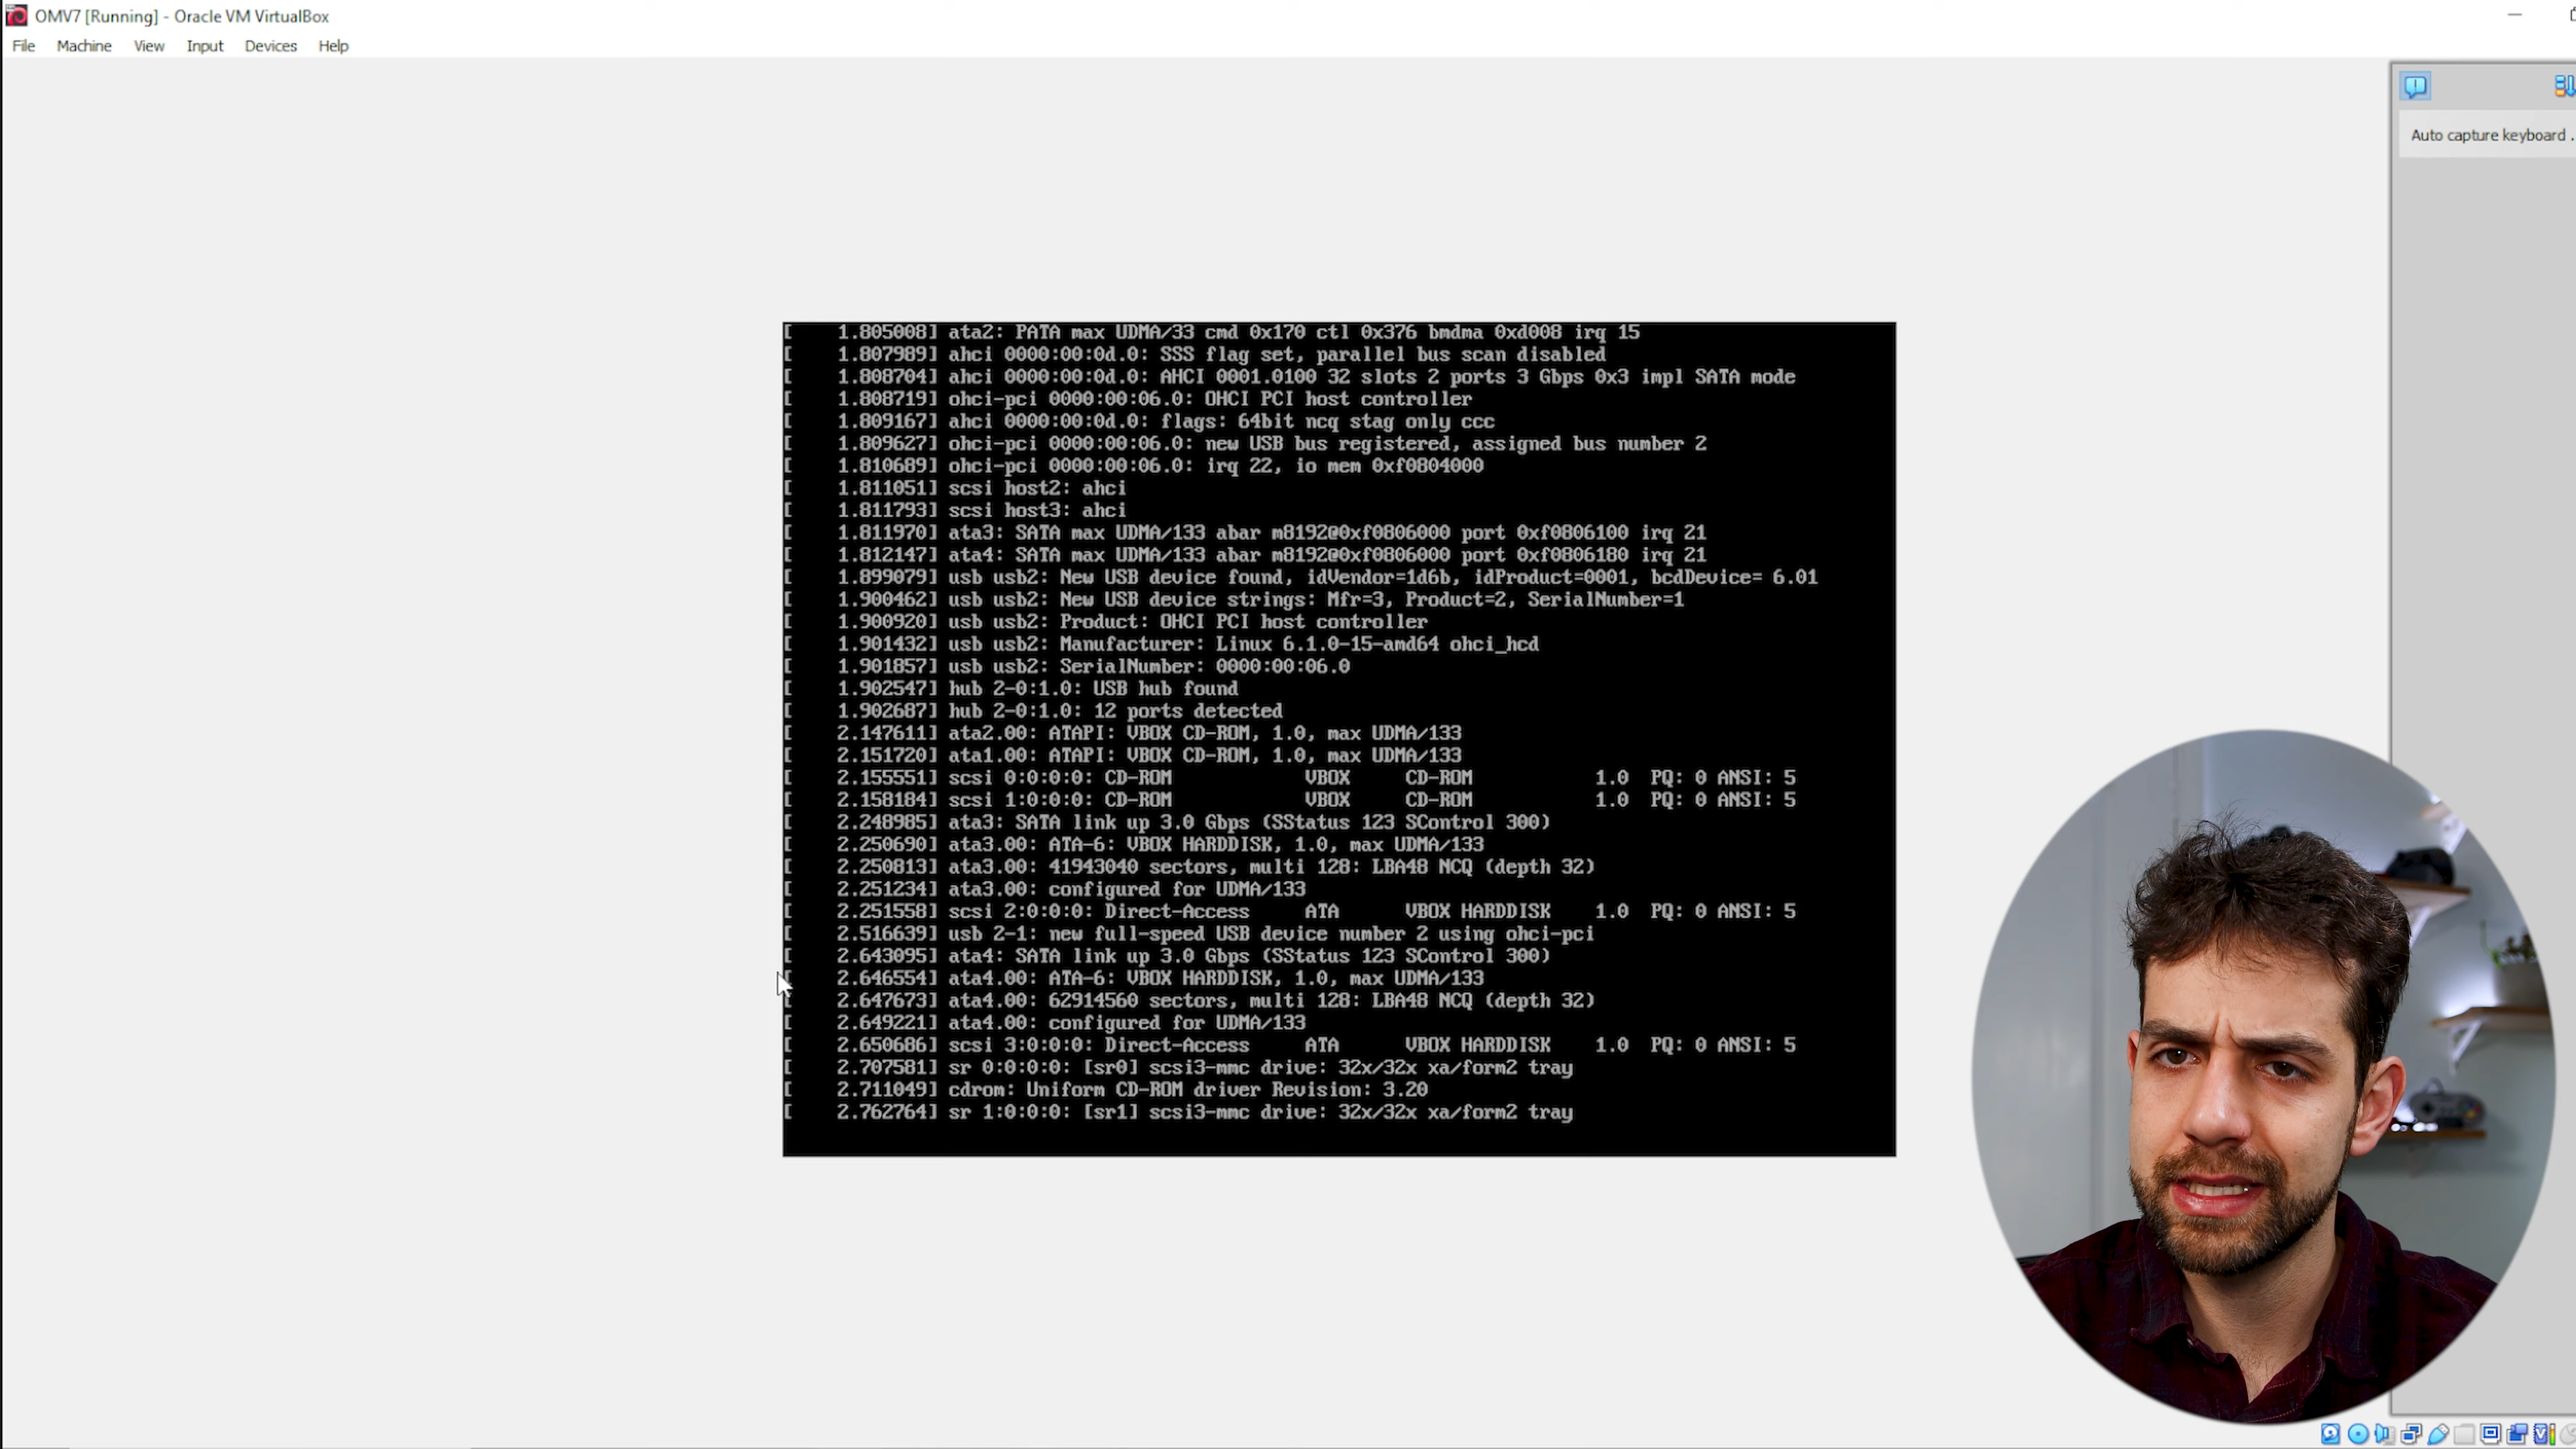 OMV7 [Running] - Oracle VM VirtualBox
File Machine View Input Devices Help
Auto capture keyboard .
[    1.805008] ata2: PATA max UDMA/33 cmd 0x170 ctl 0x376 bmdma 0xd008 irq 15
[    1.807989] ahci 0000:00:0d.0: SSS flag set, parallel bus scan disabled
[    1.808704] ahci 0000:00:0d.0: AHCI 0001.0100 32 slots 2 ports 3 Gbps 0x3 impl SATA mode
[    1.808719] ohci-pci 0000:00:06.0: OHCI PCI host controller
[    1.809167] ahci 0000:00:0d.0: flags: 64bit ncq stag only ccc
[    1.809627] ohci-pci 0000:00:06.0: new USB bus registered, assigned bus number 2
[    1.810689] ohci-pci 0000:00:06.0: irq 22, io mem 0xf0804000
[    1.811051] scsi host2: ahci
[    1.811793] scsi host3: ahci
[    1.811970] ata3: SATA max UDMA/133 abar m8192@0xf0806000 port 0xf0806100 irq 21
[    1.812147] ata4: SATA max UDMA/133 abar m8192@0xf0806000 port 0xf0806180 irq 21
[    1.899079] usb usb2: New USB device found, idVendor=1d6b, idProduct=0001, bcdDevice= 6.01
[    1.900462] usb usb2: New USB device strings: Mfr=3, Product=2, SerialNumber=1
[    1.900920] usb usb2: Product: OHCI PCI host controller
[    1.901432] usb usb2: Manufacturer: Linux 6.1.0-15-amd64 ohci_hcd
[    1.901857] usb usb2: SerialNumber: 0000:00:06.0
[    1.902547] hub 2-0:1.0: USB hub found
[    1.902687] hub 2-0:1.0: 12 ports detected
[    2.147611] ata2.00: ATAPI: VBOX CD-ROM, 1.0, max UDMA/133
[    2.151720] ata1.00: ATAPI: VBOX CD-ROM, 1.0, max UDMA/133
[    2.155551] scsi 0:0:0:0: CD-ROM            VBOX     CD-ROM           1.0  PQ: 0 ANSI: 5
[    2.158184] scsi 1:0:0:0: CD-ROM            VBOX     CD-ROM           1.0  PQ: 0 ANSI: 5
[    2.248985] ata3: SATA link up 3.0 Gbps (SStatus 123 SControl 300)
[    2.250690] ata3.00: ATA-6: VBOX HARDDISK, 1.0, max UDMA/133
[    2.250813] ata3.00: 41943040 sectors, multi 128: LBA48 NCQ (depth 32)
[    2.251234] ata3.00: configured for UDMA/133
[    2.251558] scsi 2:0:0:0: Direct-Access     ATA      VBOX HARDDISK    1.0  PQ: 0 ANSI: 5
[    2.516639] usb 2-1: new full-speed USB device number 2 using ohci-pci
[    2.643095] ata4: SATA link up 3.0 Gbps (SStatus 123 SControl 300)
[    2.646554] ata4.00: ATA-6: VBOX HARDDISK, 1.0, max UDMA/133
[    2.647673] ata4.00: 62914560 sectors, multi 128: LBA48 NCQ (depth 32)
[    2.649221] ata4.00: configured for UDMA/133
[    2.650686] scsi 3:0:0:0: Direct-Access     ATA      VBOX HARDDISK    1.0  PQ: 0 ANSI: 5
[    2.707581] sr 0:0:0:0: [sr0] scsi3-mmc drive: 32x/32x xa/form2 tray
[    2.711049] cdrom: Uniform CD-ROM driver Revision: 3.20
[    2.762764] sr 1:0:0:0: [sr1] scsi3-mmc drive: 32x/32x xa/form2 tray